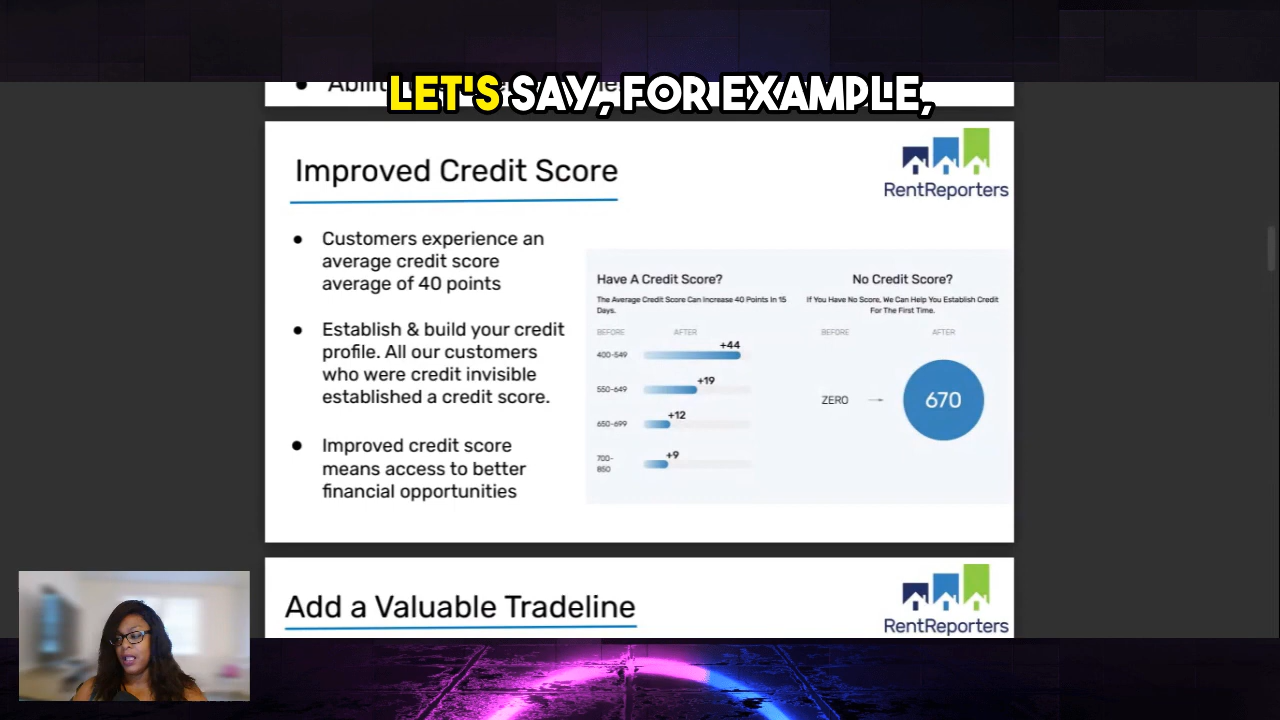 LET'S SAY, FOR EXAMPLE,
Improved Credit Score
RentReporters
● Customers experience an
average credit score
average of 40 points
● Establish & build your credit
profile. All our customers
who were credit invisible
established a credit score.
● Improved credit score
means access to better
financial opportunities
Have A Credit Score?
The Average Credit Score Can Increase 40 Points In 15
Days.
BEFORE AFTER
400-549 +44
550-649 +19
650-699 +12
700-
850 +9
No Credit Score?
If You Have No Score, We Can Help You Establish Credit
For The First Time.
BEFORE AFTER
ZERO → 670
Add a Valuable Tradeline
RentReporters